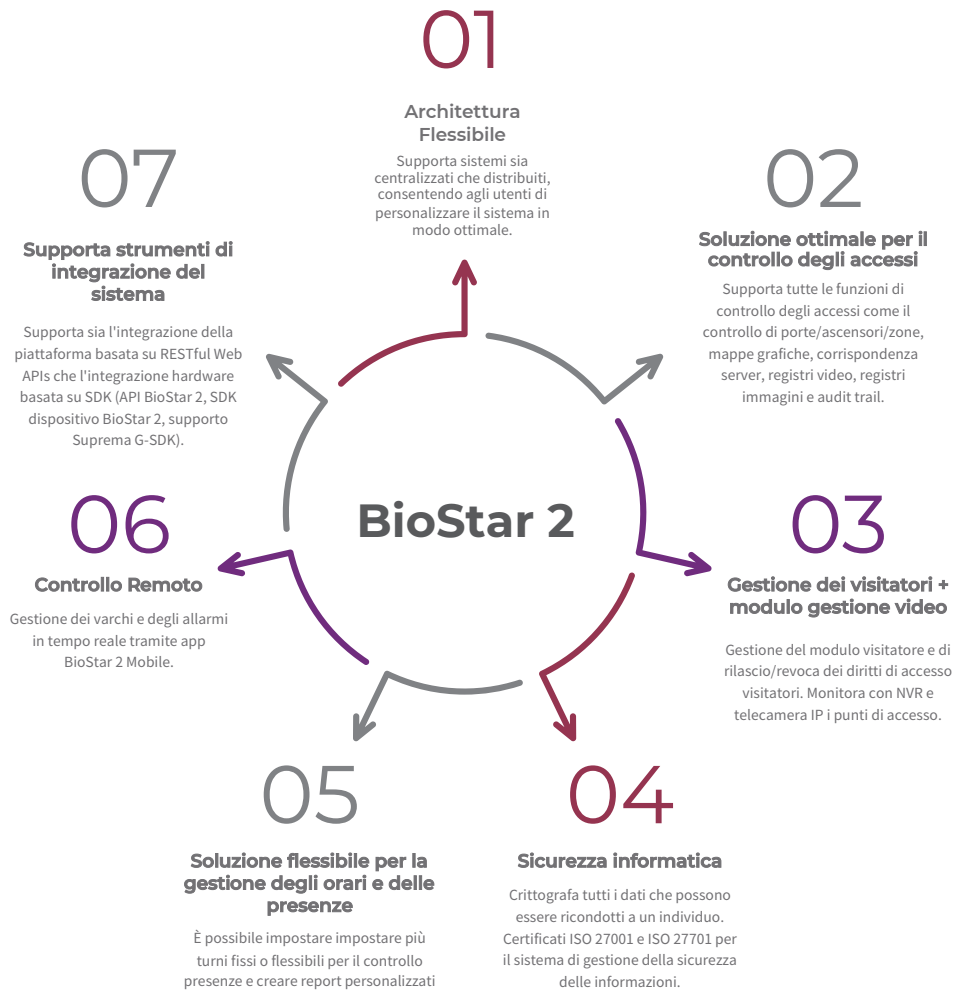 01
Architettura
Flessibile
Supporta sistemi sia
centralizzati che distribuiti,
consentendo agli utenti di
personalizzare il sistema in
modo ottimale.
02
Soluzione ottimale per il
controllo degli accessi
Supporta tutte le funzioni di
controllo degli accessi come il
controllo di porte/ascensori/zone,
mappe grafiche, corrispondenza
server, registri video, registri
immagini e audit trail.
03
Gestione dei visitatori +
modulo gestione video
Gestione del modulo visitatore e di
rilascio/revoca dei diritti di accesso
visitatori. Monitora con NVR e
telecamera IP i punti di accesso.
04
Sicurezza informatica
Crittografa tutti i dati che possono
essere ricondotti a un individuo.
Certificati ISO 27001 e ISO 27701 per
il sistema di gestione della sicurezza
delle informazioni.
05
Soluzione flessibile per la
gestione degli orari e delle
presenze
È possibile impostare impostare più
turni fissi o flessibili per il controllo
presenze e creare report personalizzati
06
Controllo Remoto
Gestione dei varchi e degli allarmi
in tempo reale tramite app
BioStar 2 Mobile.
07
Supporta strumenti di
integrazione del
sistema
Supporta sia l'integrazione della
piattaforma basata su RESTful Web
APIs che l'integrazione hardware
basata su SDK (API BioStar 2, SDK
dispositivo BioStar 2, supporto
Suprema G-SDK).
BioStar 2